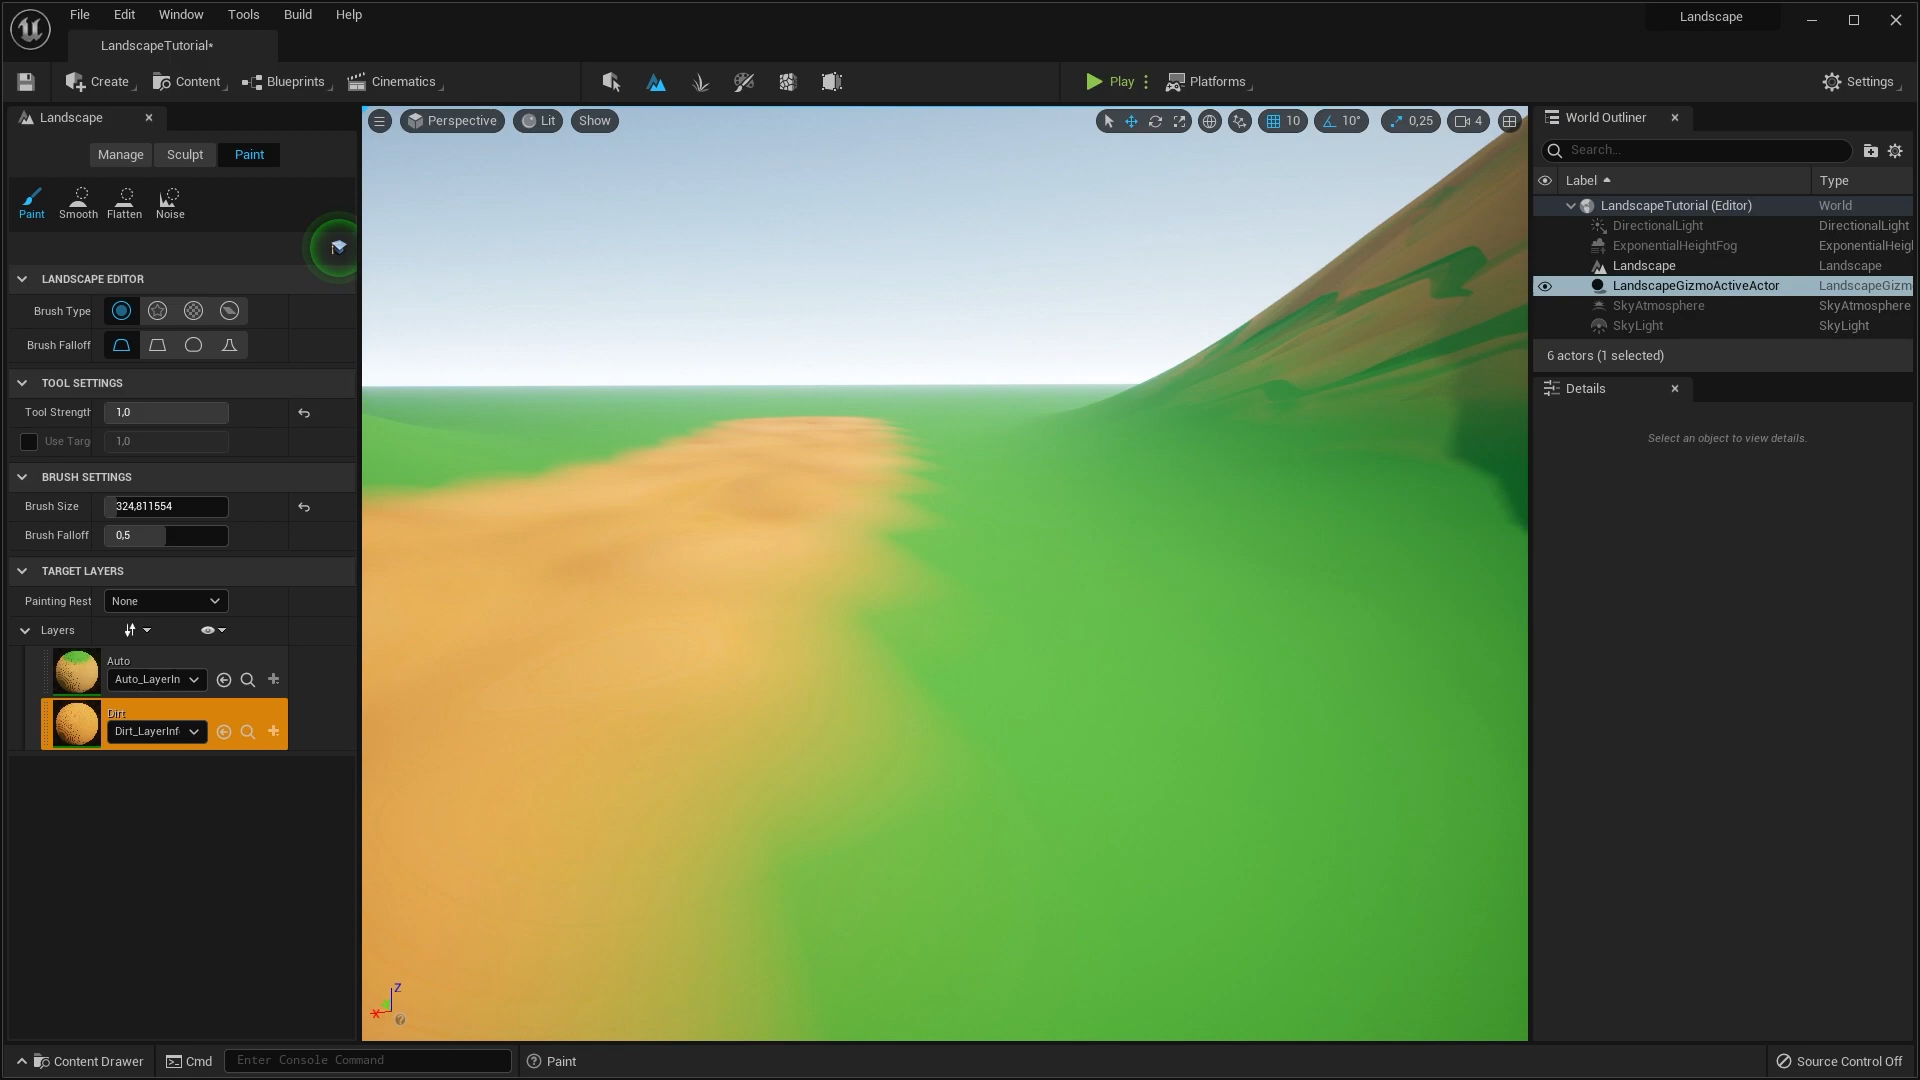 File Edit Window Tools Build Help
Landscape
LandscapeTutorial*
Create Content Blueprints Cinematics Play Platforms Settings
Landscape
Perspective Lit Show 10 10° 0,25 4
World Outliner
Manage Sculpt Paint
Search...
Label Type
Paint Smooth Flatten Noise
LandscapeTutorial (Editor) World
DirectionalLight DirectionalLight
ExponentialHeightFog ExponentialHeigl
Landscape Landscape
LandscapeGizmoActiveActor LandscapeGizm
SkyAtmosphere SkyAtmosphere
SkyLight SkyLight
6 actors (1 selected)
Details
Select an object to view details.
LANDSCAPE EDITOR
Brush Type
Brush Falloff
TOOL SETTINGS
Tool Strength 1,0
Use Targ 1,0
BRUSH SETTINGS
Brush Size 324,811554
Brush Falloff 0,5
TARGET LAYERS
Painting Rest None
Layers
Auto
Auto_LayerIn
Dirt
Dirt_LayerInf
Z
X
Content Drawer Cmd Enter Console Command Paint Source Control Off